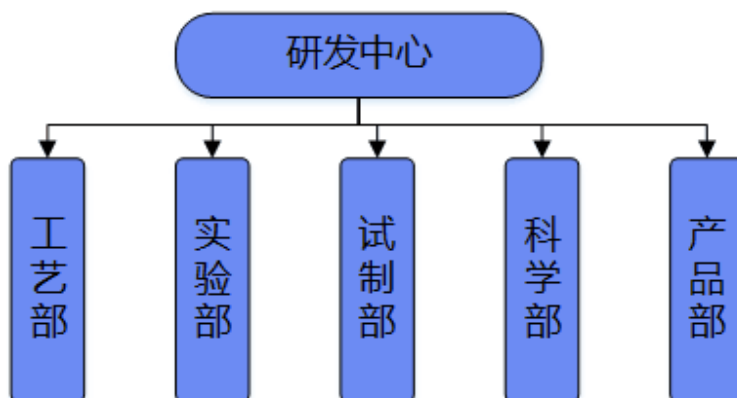 研发中心
工艺部
实验部
试制部
科学部
产品部